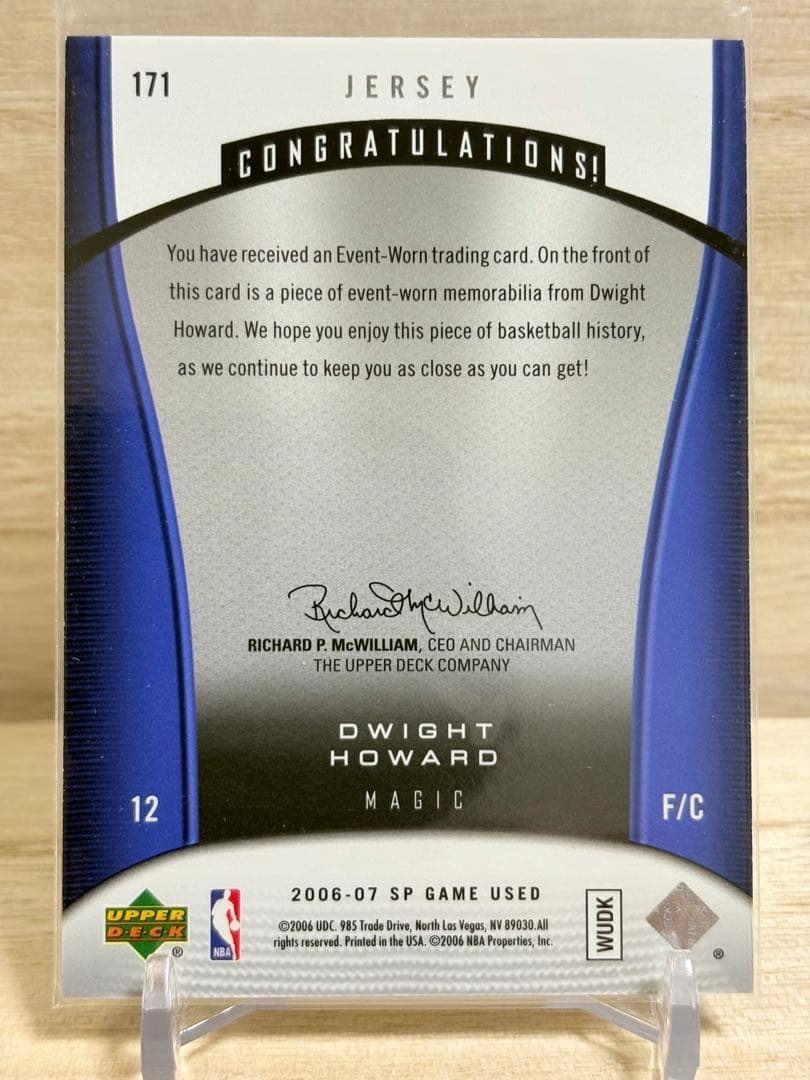 171
JERSEY
CONGRATULATIONS!
You have received an Event-Worn trading card. On the front of
this card is a piece of event-worn memorabilia from Dwight
Howard. We hope you enjoy this piece of basketball history,
as we continue to keep you as close as you can get!
Richard McWilliam
RICHARD P. McWILLIAM, CEO AND CHAIRMAN
THE UPPER DECK COMPANY
DWIGHT
HOWARD
MAGIC
12
F/C
2006-07 SP GAME USED
UPPER
DECK
®
NBA
©2006 UDC. 985 Trade Drive, North Las Vegas, NV 89030. All
rights reserved. Printed in the USA. ©2006 NBA Properties, Inc.
WUDK
®